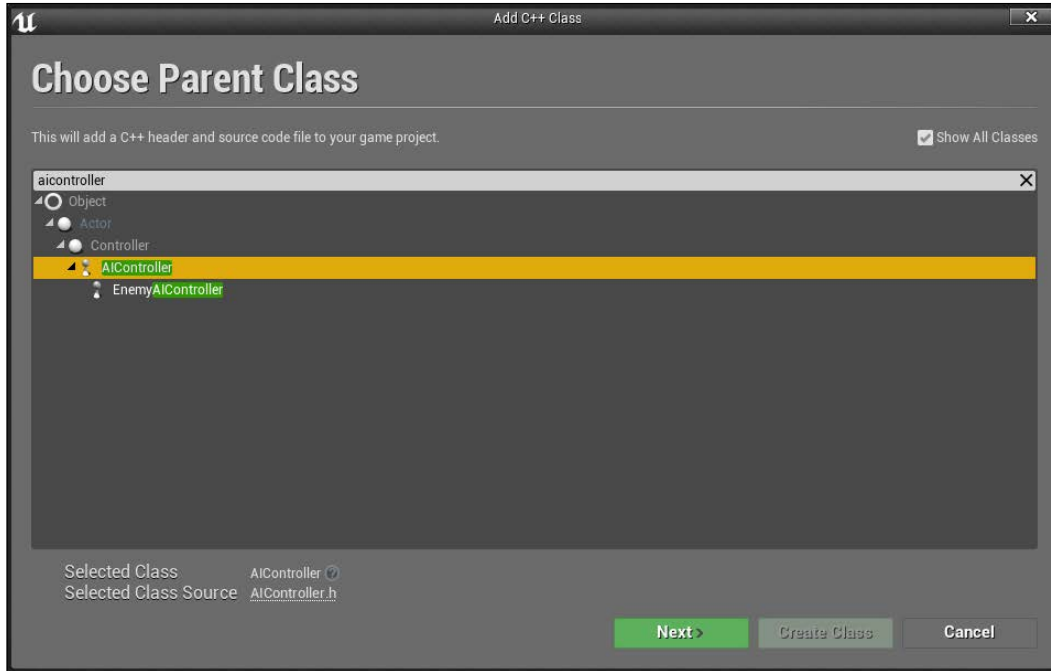 Add C++ Class
Choose Parent Class
This will add a C++ header and source code file to your game project.
Show All Classes
aicontroller
Object
Actor
Controller
AIController
EnemyAIController
Selected Class AIController
Selected Class Source AIController.h
Next Create Class Cancel